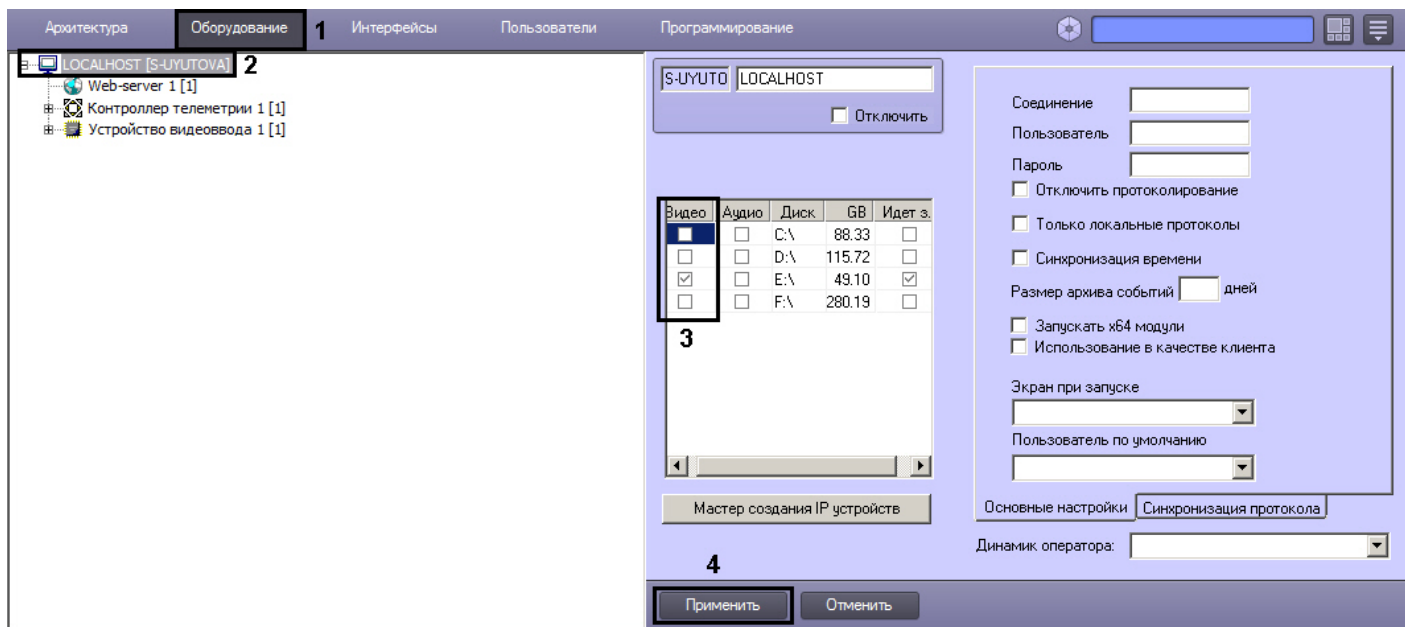 Архитектура Оборудование 1 Интерфейсы Пользователи Программирование
LOCALHOST [S-UYUTOVA] 2
Web-server 1 [1]
Контроллер телеметрии 1 [1]
Устройство видеоввода 1 [1]
S-UYUTO LOCALHOST
Отключить
Видео Аудио Диск GB Идет з.
C:\ 88.33
D:\ 115.72
E:\ 49.10
F:\ 280.19
3
Мастер создания IP устройств
Соединение
Пользователь
Пароль
Отключить протоколирование
Только локальные протоколы
Синхронизация времени
Размер архива событий дней
Запускать x64 модули
Использование в качестве клиента
Экран при запуске
Пользователь по умолчанию
Основные настройки Синхронизация протокола
Динамик оператора:
4
Применить Отменить